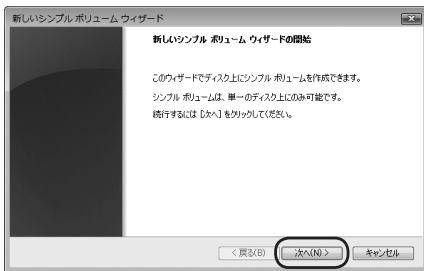 新しいシンプル ボリューム ウィザード
新しいシンプル ボリューム ウィザードの開始
このウィザードでディスク上にシンプル ボリュームを作成できます。
シンプル ボリュームは、単一のディスク上にのみ可能です。
続行するには [次へ] をクリックしてください。
< 戻る(B) 次へ(N) > キャンセル